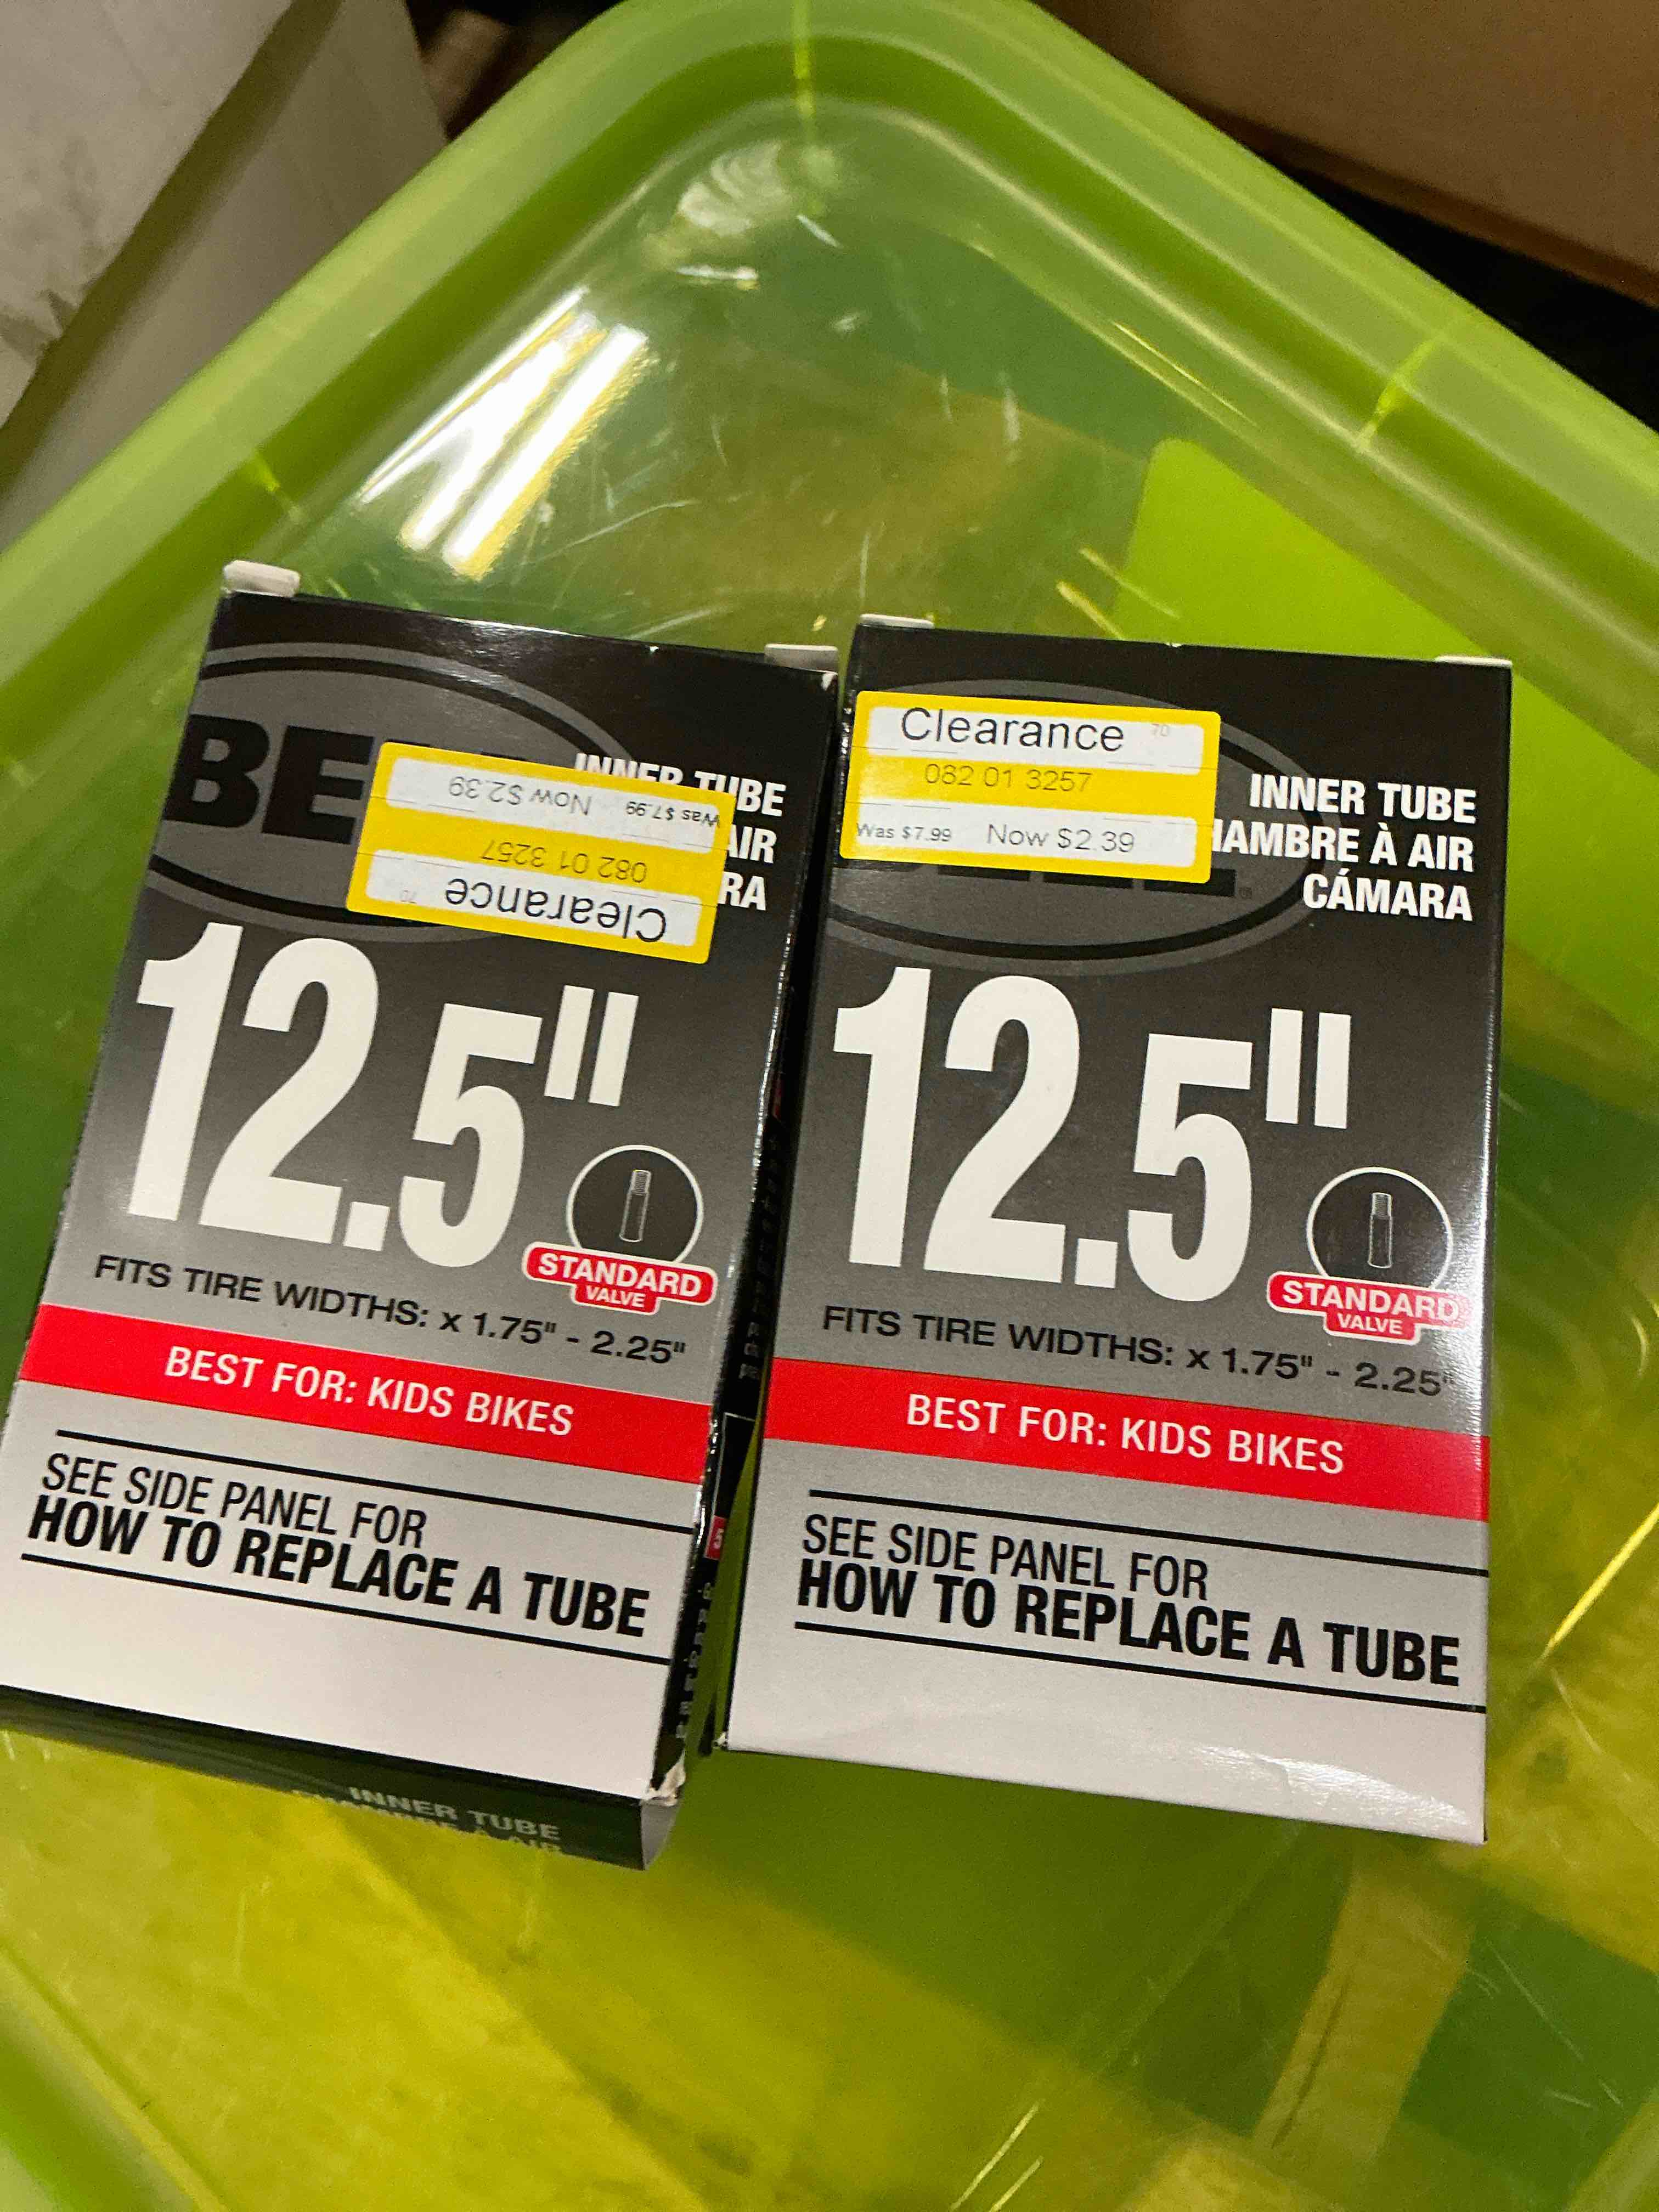 BE
INNER TUBE
AIR
RA
Was $7.99 Now $2.39
082 01 3257
Clearance 70
12.5"
STANDARD
VALVE
FITS TIRE WIDTHS: x 1.75" - 2.25"
BEST FOR: KIDS BIKES
SEE SIDE PANEL FOR
HOW TO REPLACE A TUBE
INNER TUBE
Clearance 70
082 01 3257
Was $7.99 Now $2.39
INNER TUBE
HAMBRE À AIR
CÁMARA
12.5"
STANDARD
VALVE
FITS TIRE WIDTHS: x 1.75" - 2.25"
BEST FOR: KIDS BIKES
SEE SIDE PANEL FOR
HOW TO REPLACE A TUBE